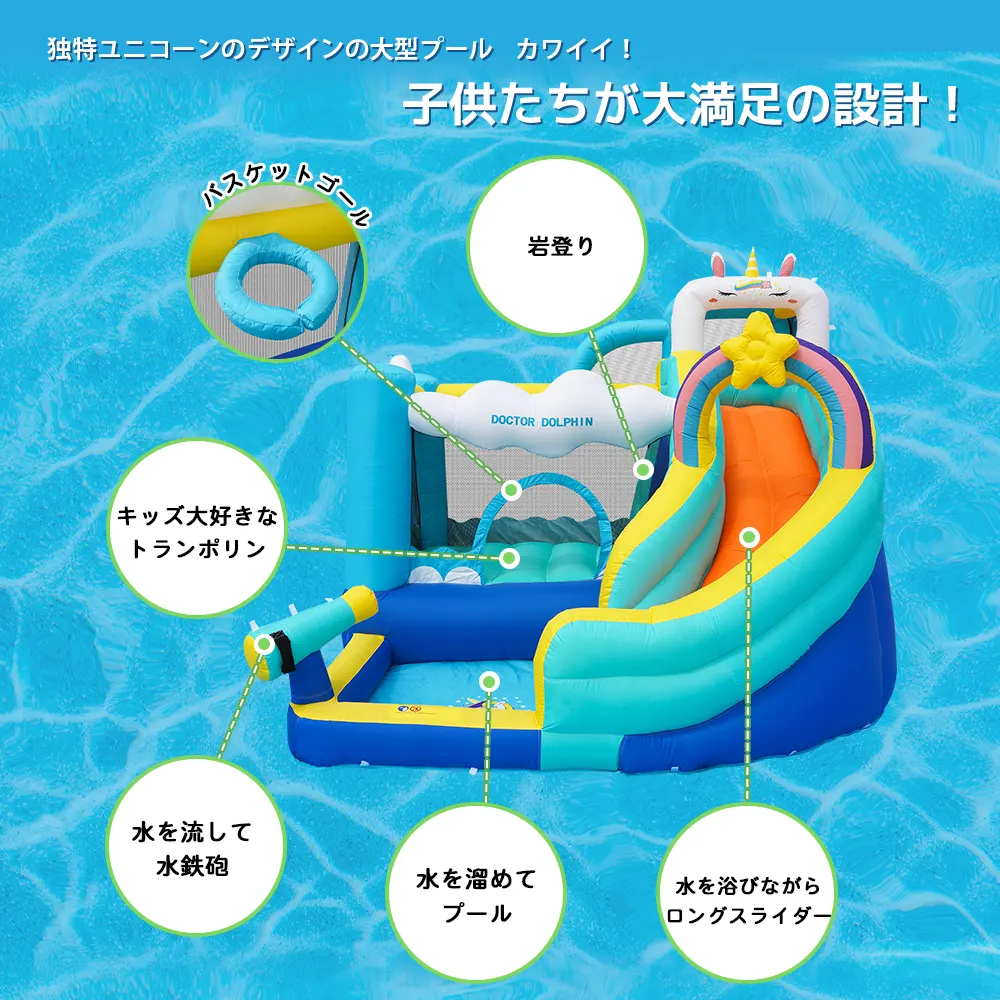 独特ユニコーンのデザインの大型プール カワイイ!
子供たちが大満足の設計!
バスケットゴール
岩登り
DOCTOR DOLPHIN
キッズ大好きな
トランポリン
水を流して
水鉄砲
水を溜めて
プール
水を浴びながら
ロングスライダー